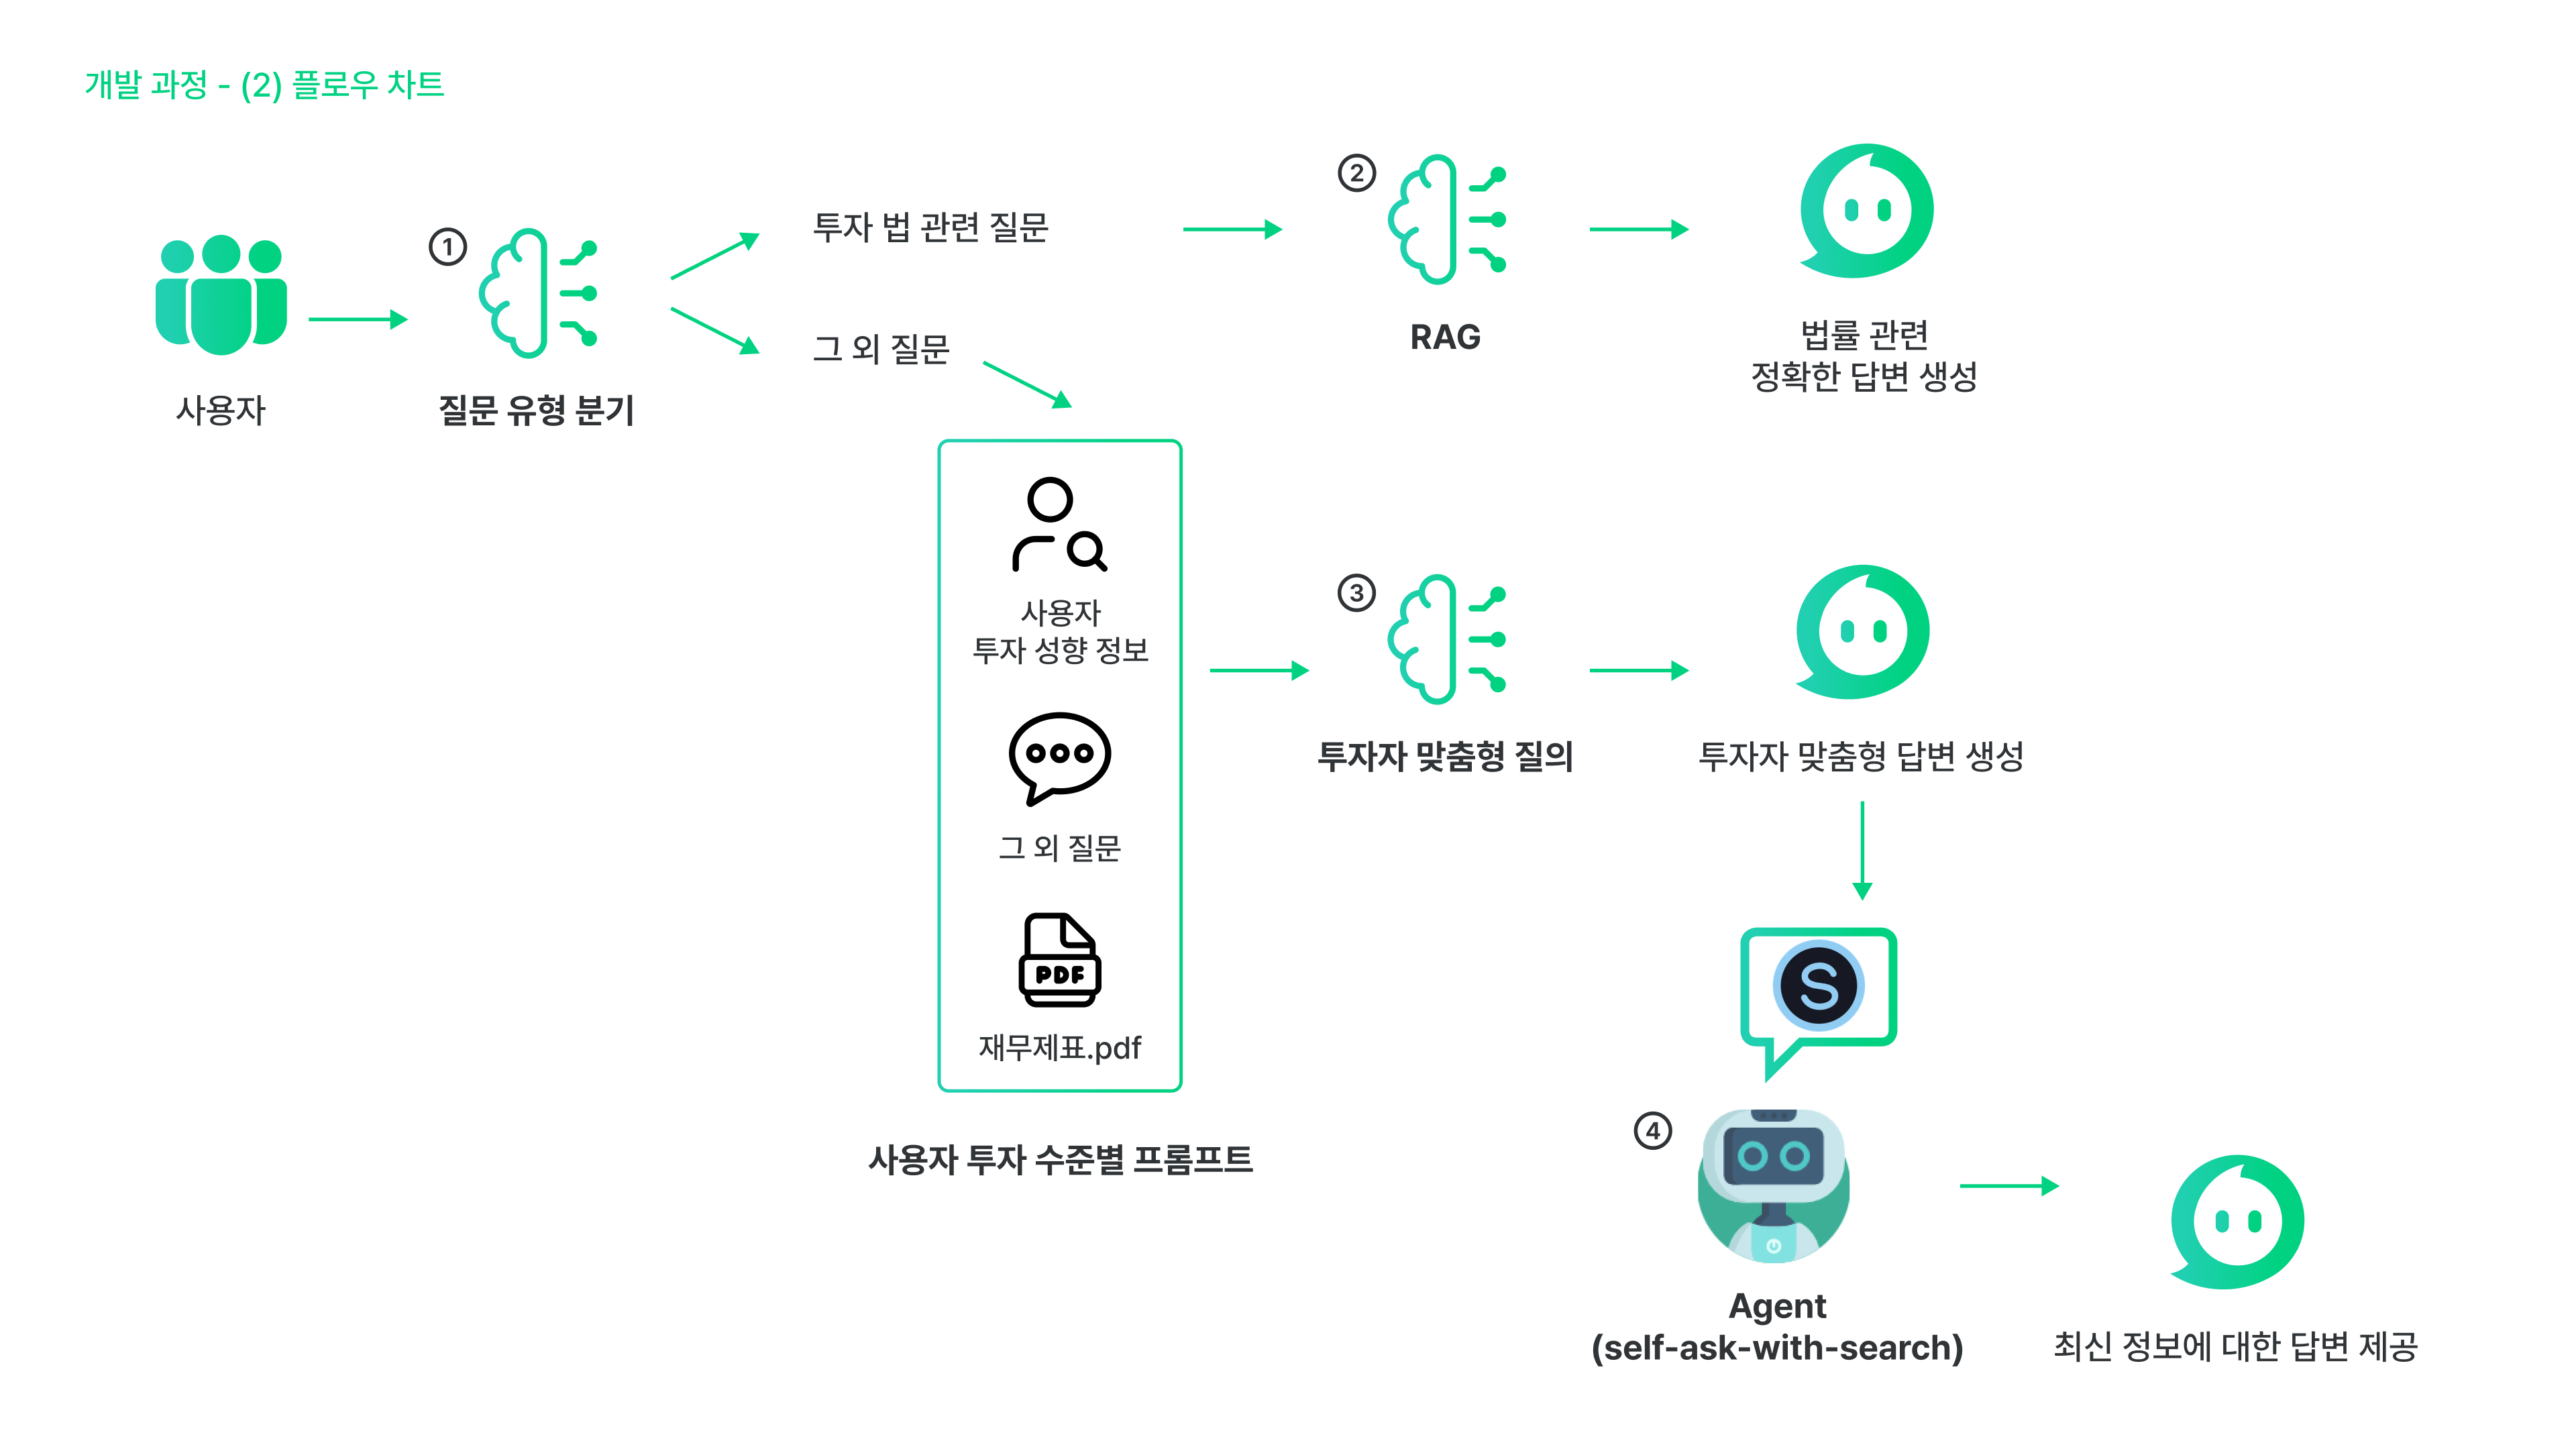 개발 과정 - (2) 플로우 차트
사용자
1
질문 유형 분기
투자 법 관련 질문
그 외 질문
2
RAG
법률 관련
정확한 답변 생성
사용자
투자 성향 정보
그 외 질문
PDF
재무제표.pdf
사용자 투자 수준별 프롬프트
3
투자자 맞춤형 질의
투자자 맞춤형 답변 생성
S
4
Agent
(self-ask-with-search)
최신 정보에 대한 답변 제공